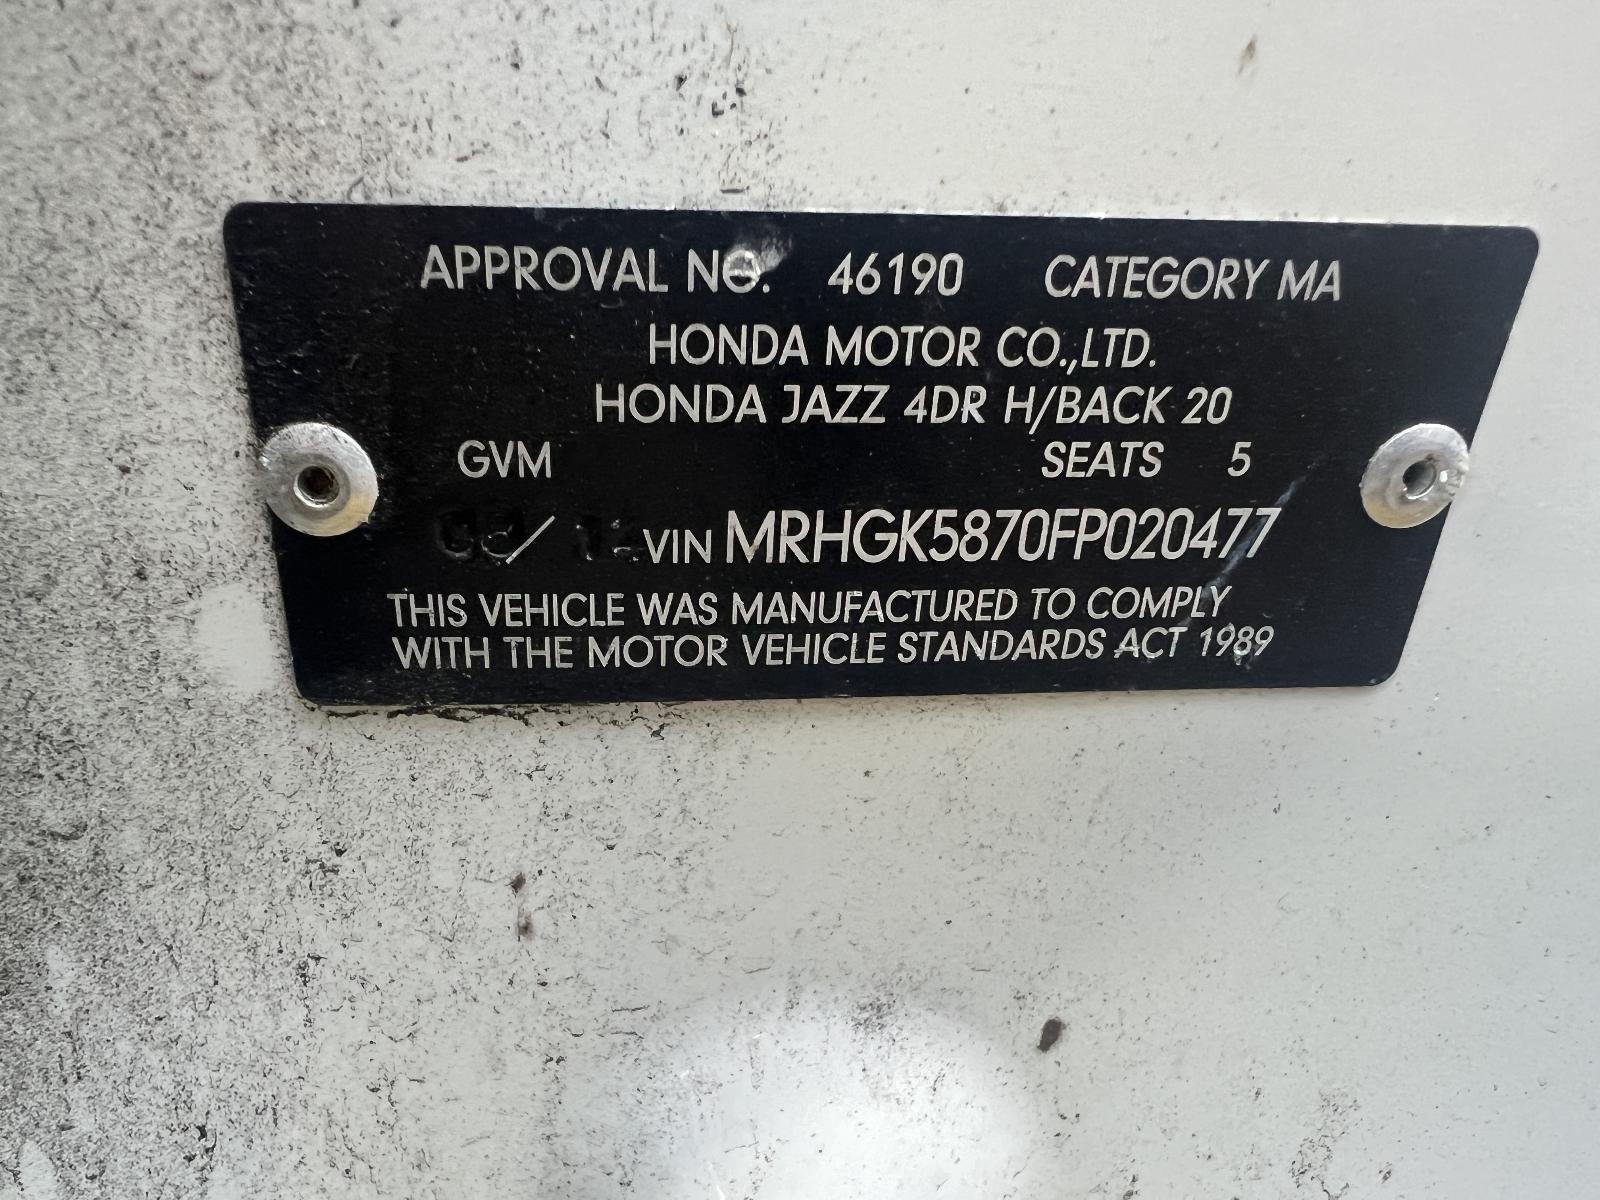 APPROVAL NO. 46190 CATEGORY MA
HONDA MOTOR CO.,LTD.
HONDA JAZZ 4DR H/BACK 20
GVM SEATS 5
/ VIN MRHGK5870FP020477
THIS VEHICLE WAS MANUFACTURED TO COMPLY
WITH THE MOTOR VEHICLE STANDARDS ACT 1989